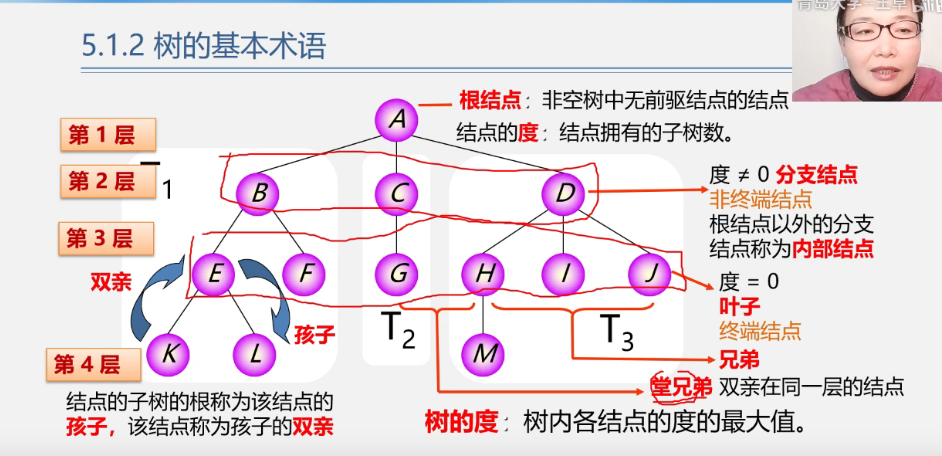 青岛大学-王卓
5.1.2 树的基本术语
根结点：非空树中无前驱结点的结点
结点的度：结点拥有的子树数。
A
第 1 层
第 2 层
T1
B
C
D
度 ≠ 0 分支结点
非终端结点
根结点以外的分支
结点称为内部结点
第 3 层
双亲
E
F
G
H
I
J
度 = 0
叶子
终端结点
孩子
T2
T3
兄弟
第 4 层
K
L
M
堂兄弟 双亲在同一层的结点
结点的子树的根称为该结点的
孩子，该结点称为孩子的双亲
树的度：树内各结点的度的最大值。